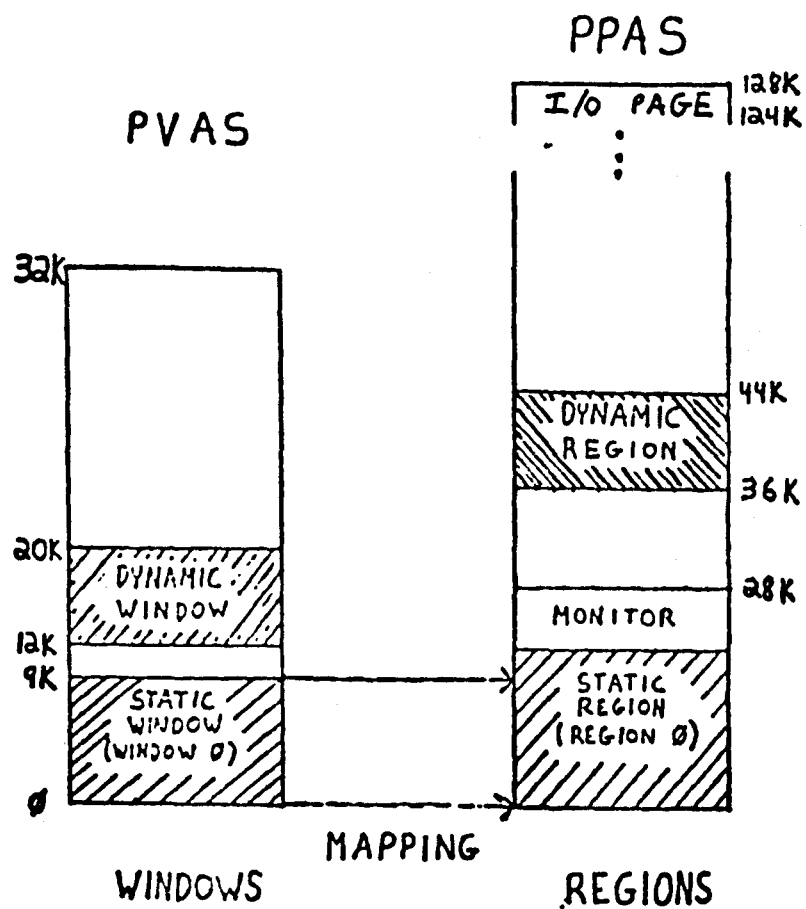 PPAS
PVAS
128K
I/O PAGE
124K
32K
44K
DYNAMIC
REGION
36K
20K
DYNAMIC
WINDOW
28K
MONITOR
12K
9K
STATIC
WINDOW
(WINDOW Ø)
STATIC
REGION
(REGION Ø)
Ø
MAPPING
WINDOWS
REGIONS